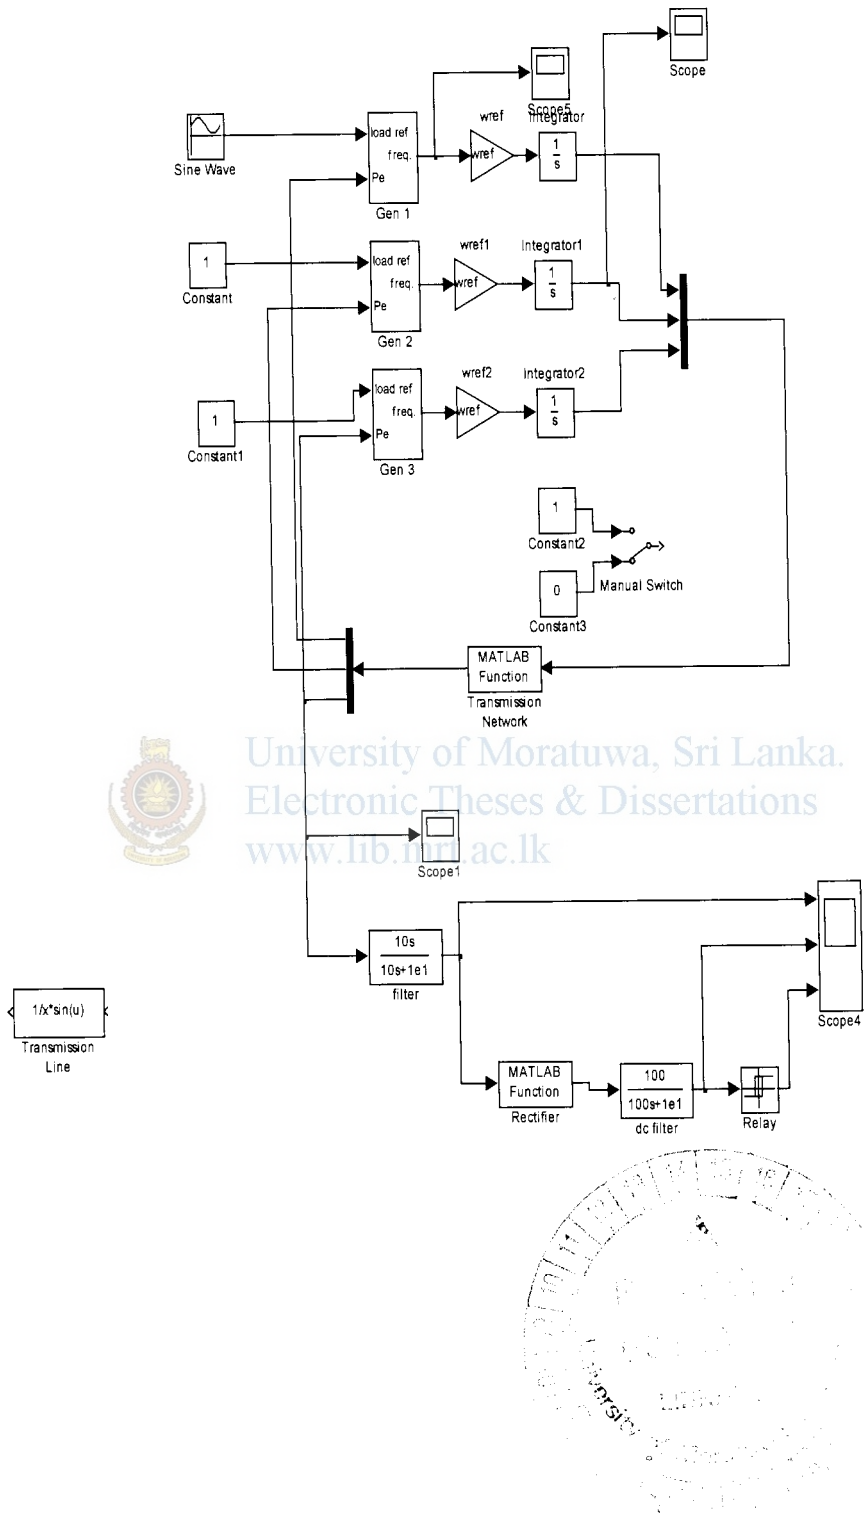 Scope
Scope5
wref
Integrator
load ref
freq.
Pe
wref
1
s
Sine Wave
Gen 1
wref1
Integrator1
1
load ref
freq.
Pe
wref
1
s
Constant
Gen 2
wref2
Integrator2
1
load ref
freq.
Pe
wref
1
s
Constant1
Gen 3
1
Constant2
0
Manual Switch
Constant3
MATLAB
Function
Transmission
Network
University of Moratuwa, Sri Lanka.
Electronic Theses & Dissertations
www.lib.mrt.ac.lk
Scope1
10s
10s+1e1
filter
Scope4
1/x*sin(u)
Transmission
Line
MATLAB
Function
Rectifier
100
100s+1e1
dc filter
Relay
University